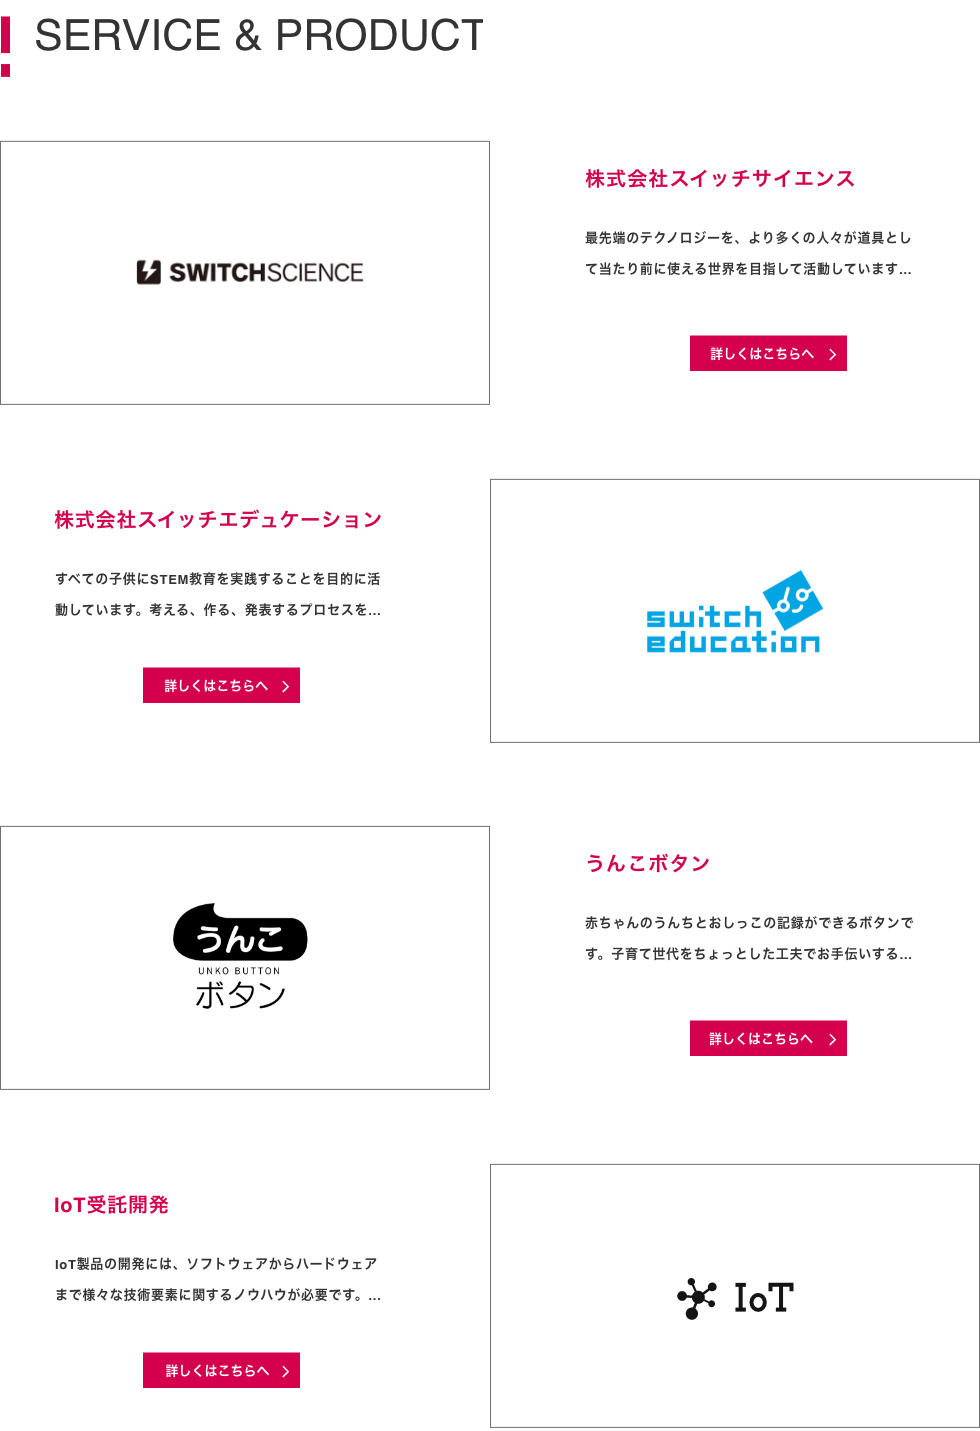 SERVICE & PRODUCT
SWITCHSCIENCE
株式会社スイッチサイエンス
最先端のテクノロジーを、より多くの人々が道具とし
て当たり前に使える世界を目指して活動しています...
詳しくはこちらへ
株式会社スイッチエデュケーション
すべての子供にSTEM教育を実践することを目的に活
動しています。考える、作る、発表するプロセスを...
詳しくはこちらへ
switch
education
うんこ
UNKO BUTTON
ボタン
うんこボタン
赤ちゃんのうんちとおしっこの記録ができるボタンで
す。子育て世代をちょっとした工夫でお手伝いする...
詳しくはこちらへ
IoT受託開発
IoT製品の開発には、ソフトウェアからハードウェア
まで様々な技術要素に関するノウハウが必要です。...
詳しくはこちらへ
IoT